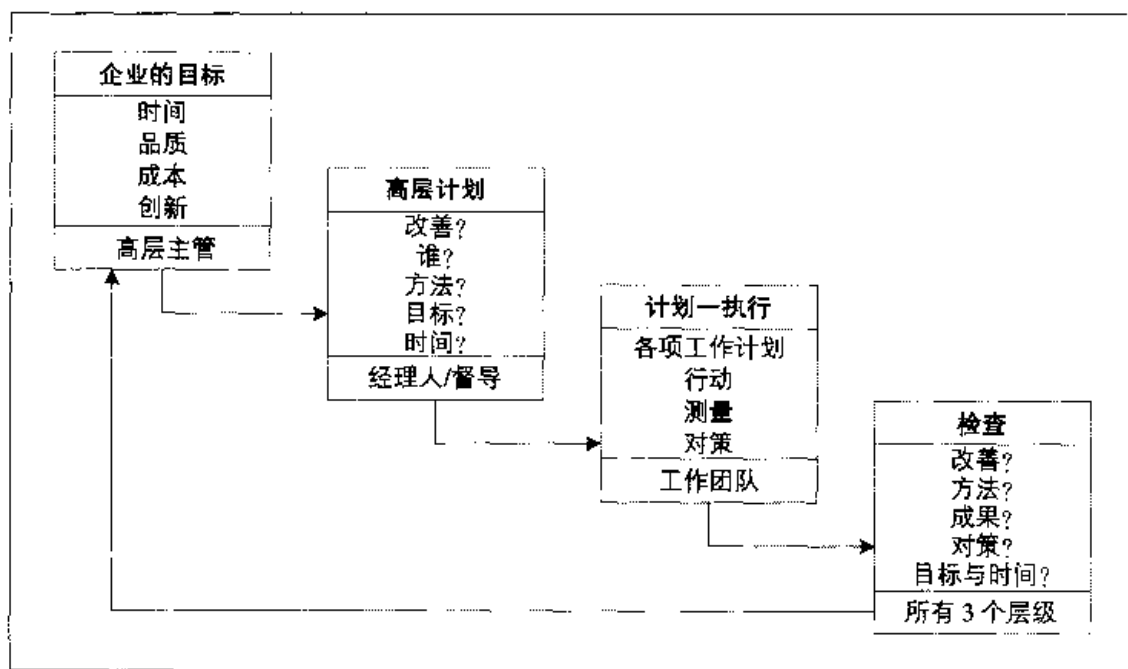 企业的目标
时间
品质
成本
创新
高层主管
高层计划
改善?
谁?
方法?
目标?
时间?
经理人/督导
计划一执行
各项工作计划
行动
测量
对策
工作团队
检查
改善?
方法?
成果?
对策?
目标与时间?
所有 3 个层级